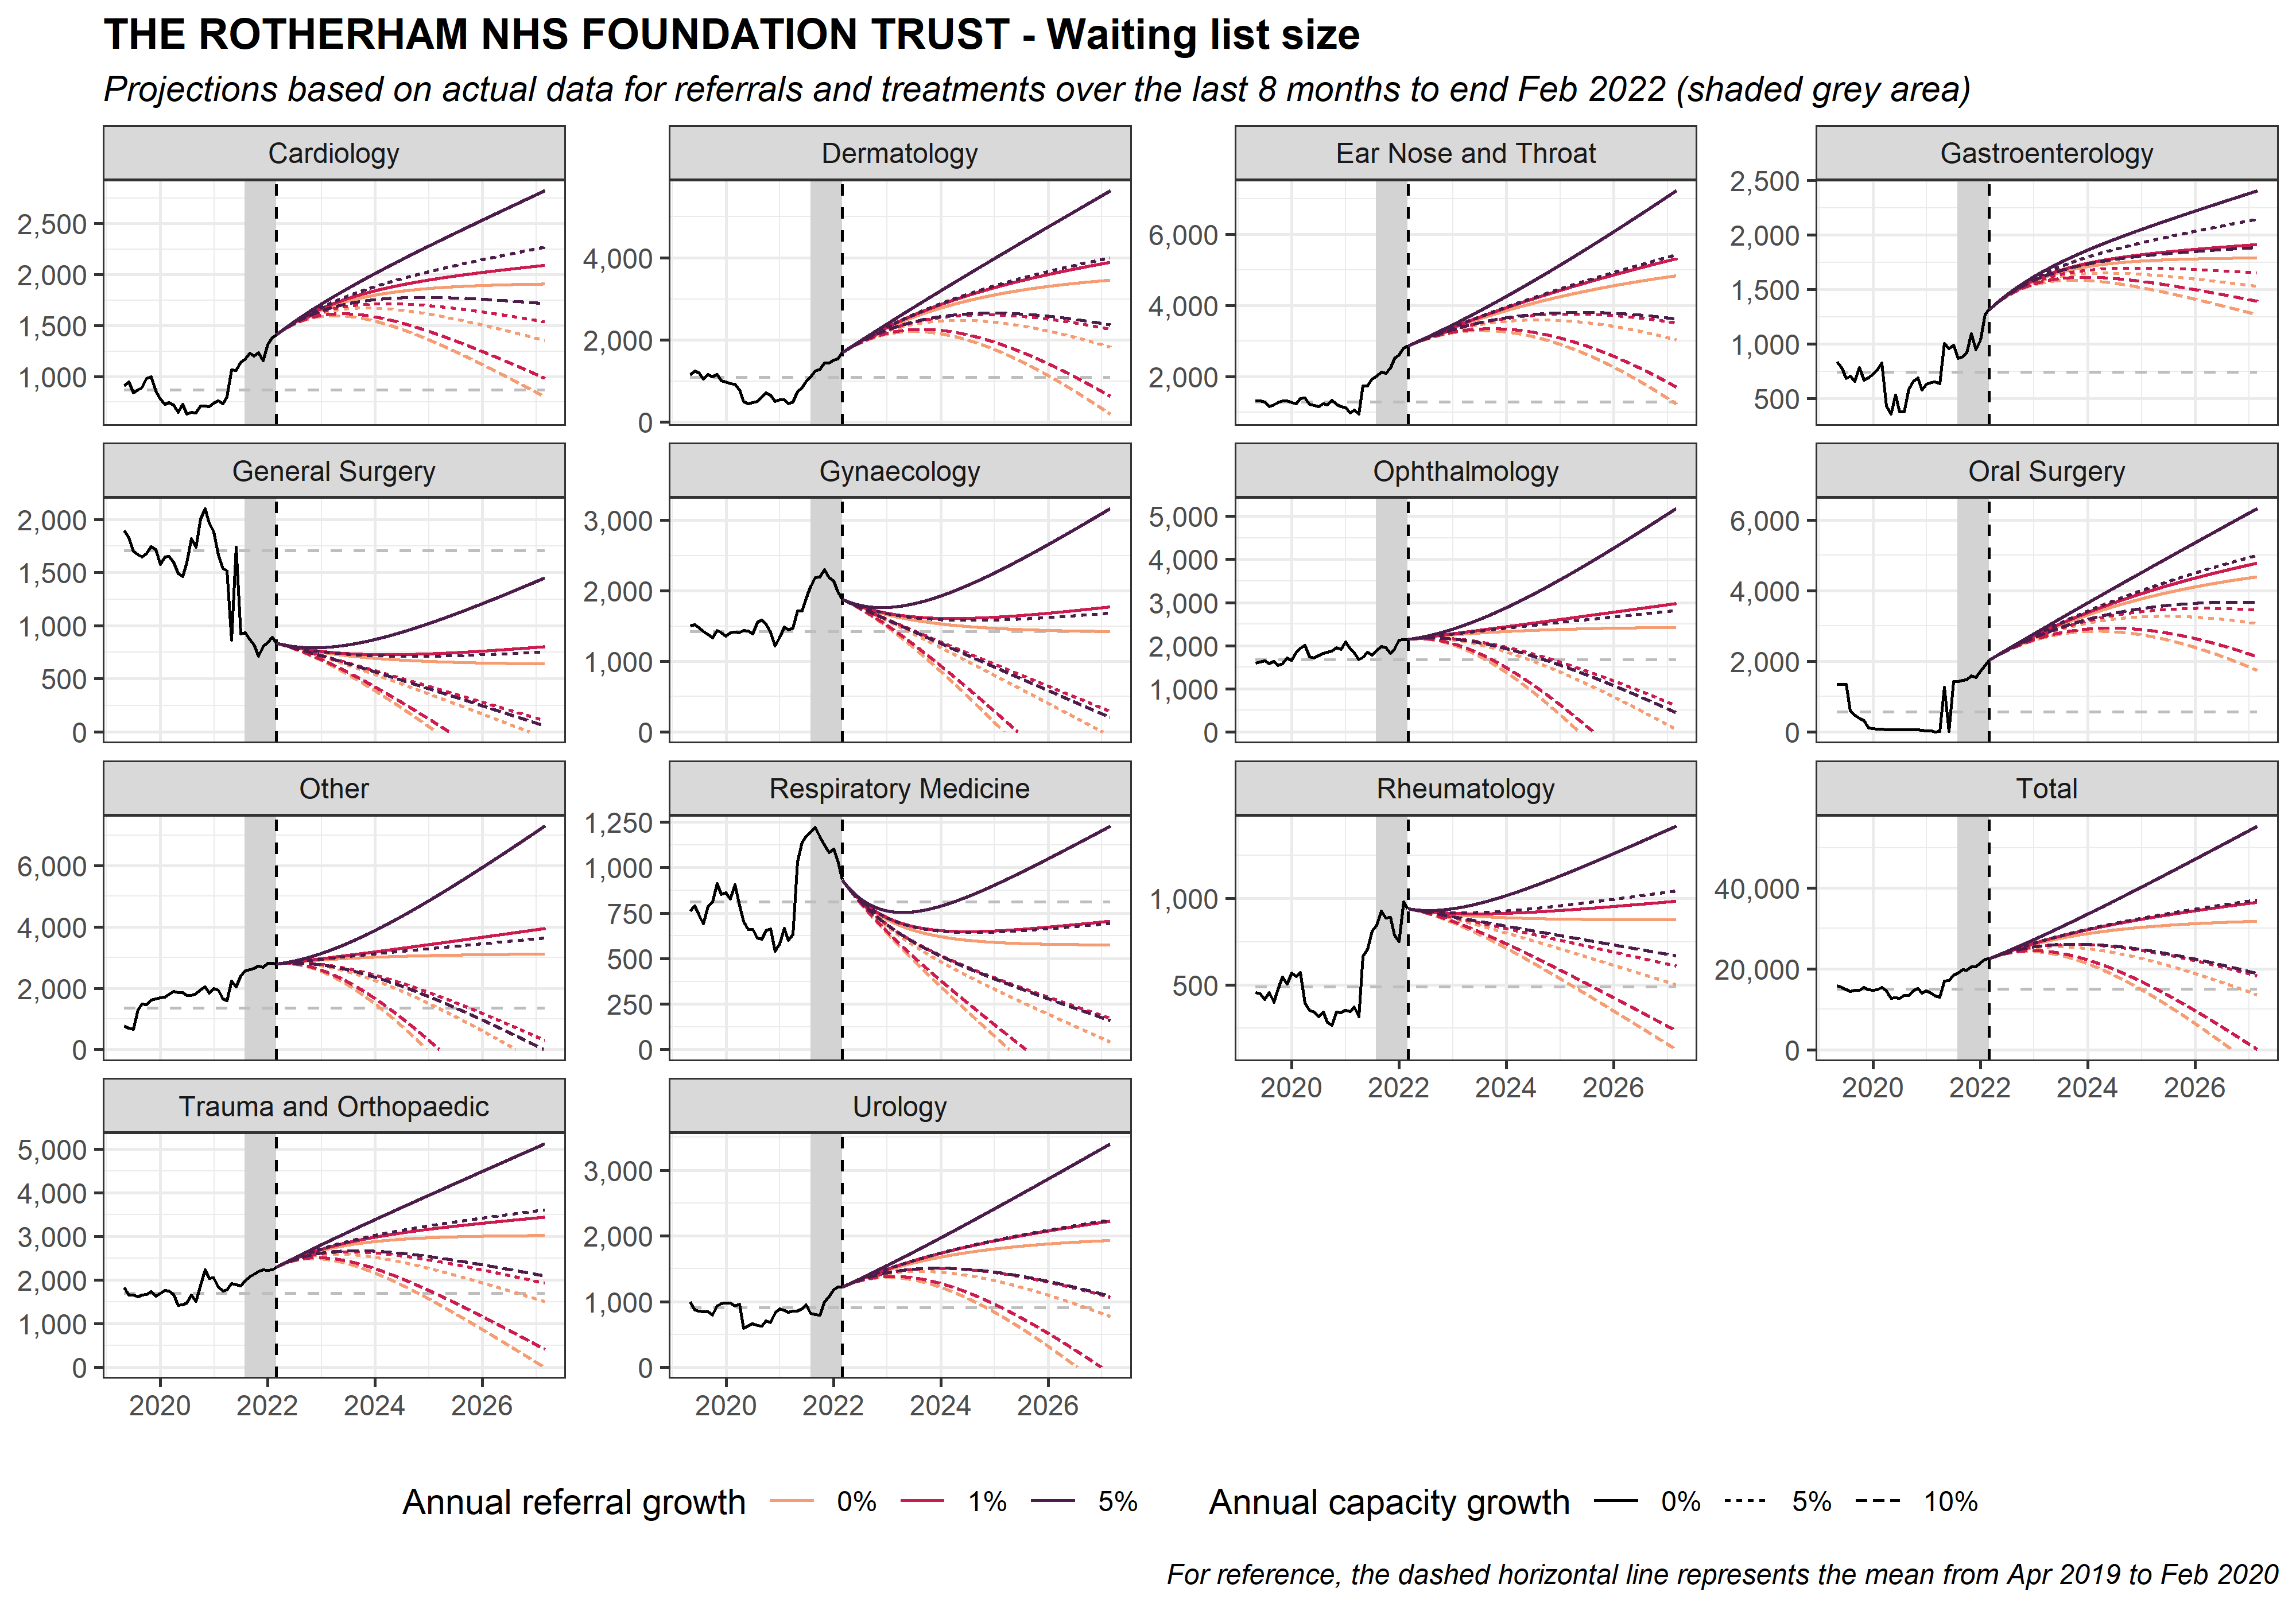 THE ROTHERHAM NHS FOUNDATION TRUST - Waiting list size
Projections based on actual data for referrals and treatments over the last 8 months to end Feb 2022 (shaded grey area)
Cardiology
2,500
2,000
1,500
1,000
Dermatology
4,000
2,000
0
Ear Nose and Throat
6,000
4,000
2,000
Gastroenterology
2,500
2,000
1,500
1,000
500
General Surgery
2,000
1,500
1,000
500
0
Gynaecology
3,000
2,000
1,000
0
Ophthalmology
5,000
4,000
3,000
2,000
1,000
0
Oral Surgery
6,000
4,000
2,000
0
Other
6,000
4,000
2,000
0
Respiratory Medicine
1,250
1,000
750
500
250
0
Rheumatology
1,000
500
2020 2022 2024 2026
Total
40,000
20,000
0
2020 2022 2024 2026
Trauma and Orthopaedic
5,000
4,000
3,000
2,000
1,000
0
2020 2022 2024 2026
Urology
3,000
2,000
1,000
0
2020 2022 2024 2026
Annual referral growth 0% 1% 5% Annual capacity growth 0% 5% 10%
For reference, the dashed horizontal line represents the mean from Apr 2019 to Feb 2020